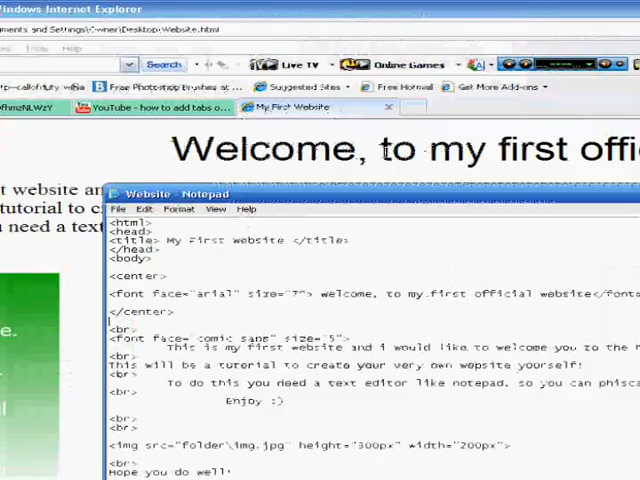 Windows Internet Explorer
ments and Settings\Owner\Desktop\Website.html
Tools Help
Search Live TV Online Games
Free Photoshop Brushes at ... Suggested Sites Free Hotmail Get More Add-ons
YouTube - how to add tabs o... My First Website
Welcome, to my first offi
t website an
tutorial to c
u need a text
Website - Notepad
File Edit Format View Help
<html>
<head>
<title> My First Website </title>
</head>
<body>
<center>
<font face="arial" size="7"> Welcome, to my first official website</font
</center>
<br>
<font face="comic sans" size="5">
This is my first website and i would like to welcome you to the
<br>
This will be a tutorial to create your very own website yourself!
<br>
To do this you need a text editor like notepad, so you can
<br>
Enjoy :)
<br>
<br>
<img src="folder\img.jpg" height="300px" width="200px">
<br>
Hope you do well!